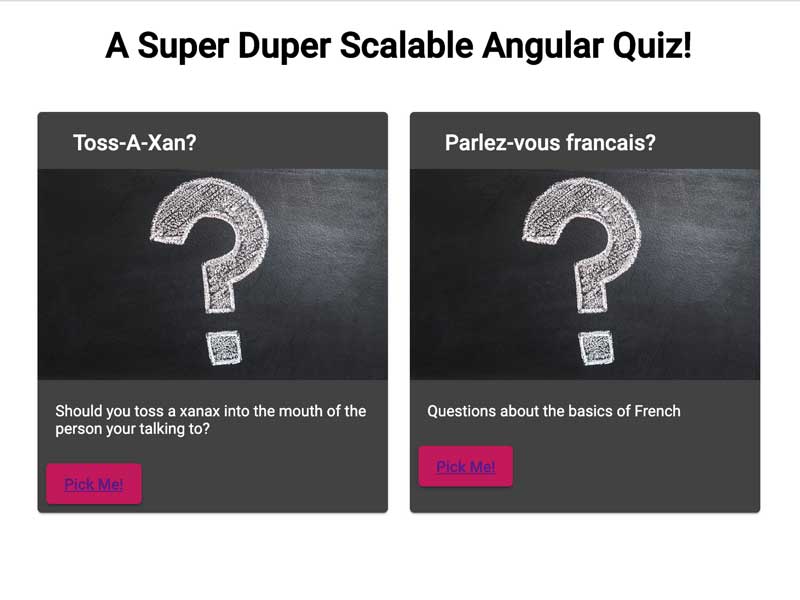 A Super Duper Scalable Angular Quiz!
Toss-A-Xan?
Should you toss a xanax into the mouth of the
person your talking to?
Pick Me!
Parlez-vous francais?
Questions about the basics of French
Pick Me!